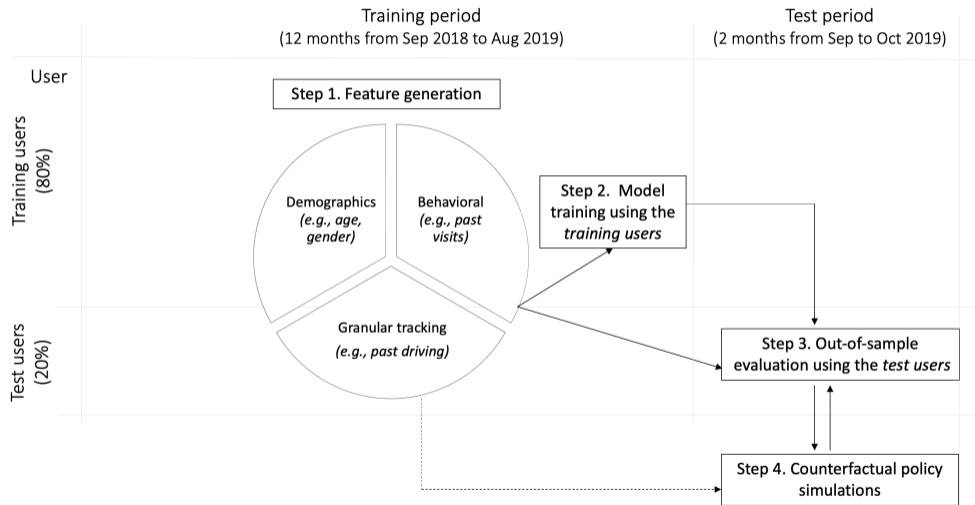 Training period
(12 months from Sep 2018 to Aug 2019)
Test period
(2 months from Sep to Oct 2019)
User
Training users
(80%)
Test users
(20%)
Step 1. Feature generation
Demographics
(e.g., age,
gender)
Behavioral
(e.g., past
visits)
Granular tracking
(e.g., past driving)
Step 2. Model
training using the
training users
Step 3. Out-of-sample
evaluation using the test users
Step 4. Counterfactual policy
simulations